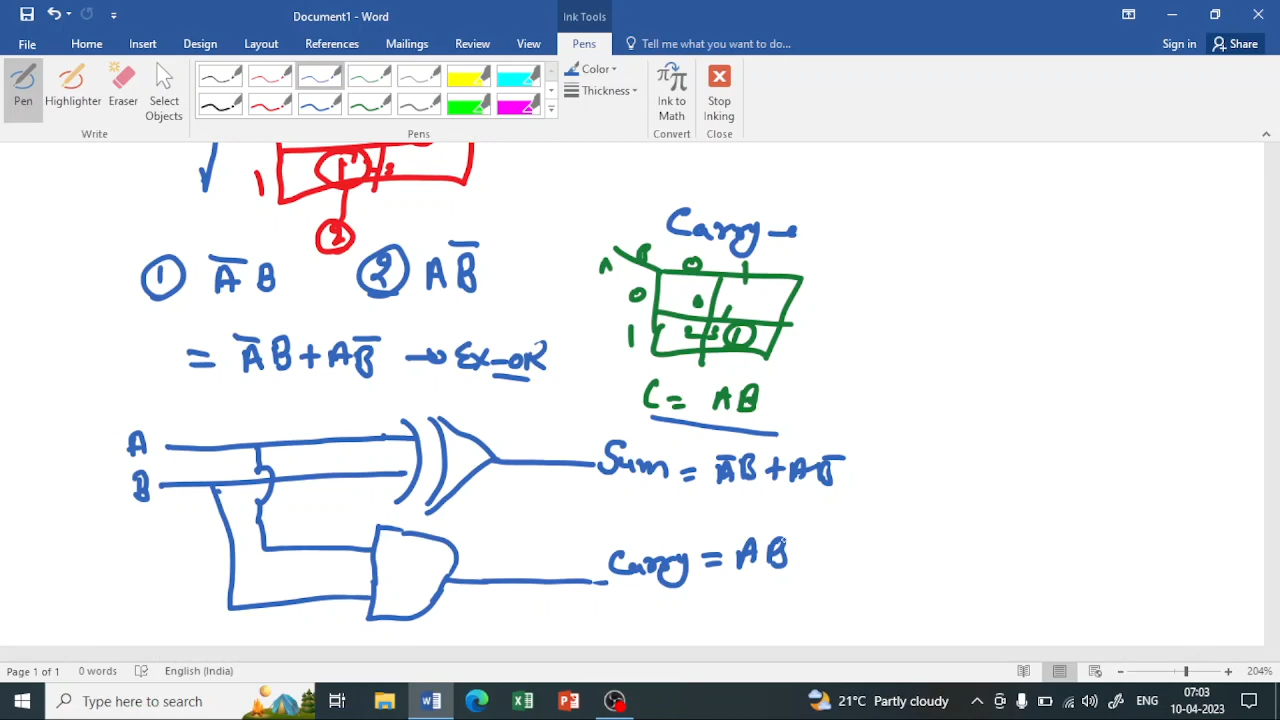 Document1 - Word
Ink Tools
File Home Insert Design Layout References Mailings Review View Pens Tell me what you want to do... Sign in Share
Pen Highlighter Eraser Select Objects
Color
Thickness
Ink to Math
Stop Inking
Write Pens Convert Close
1 1
2
Carry
① A̅ B ② A B̅
A B 0 1
0
1 1
= A̅B + AB̅ → Ex-OR
C = AB
A
B
Sum = A̅B + AB̅
Carry = AB
Page 1 of 1 0 words English (India) 204%
Type here to search 21°C Partly cloudy ENG 07:03
10-04-2023